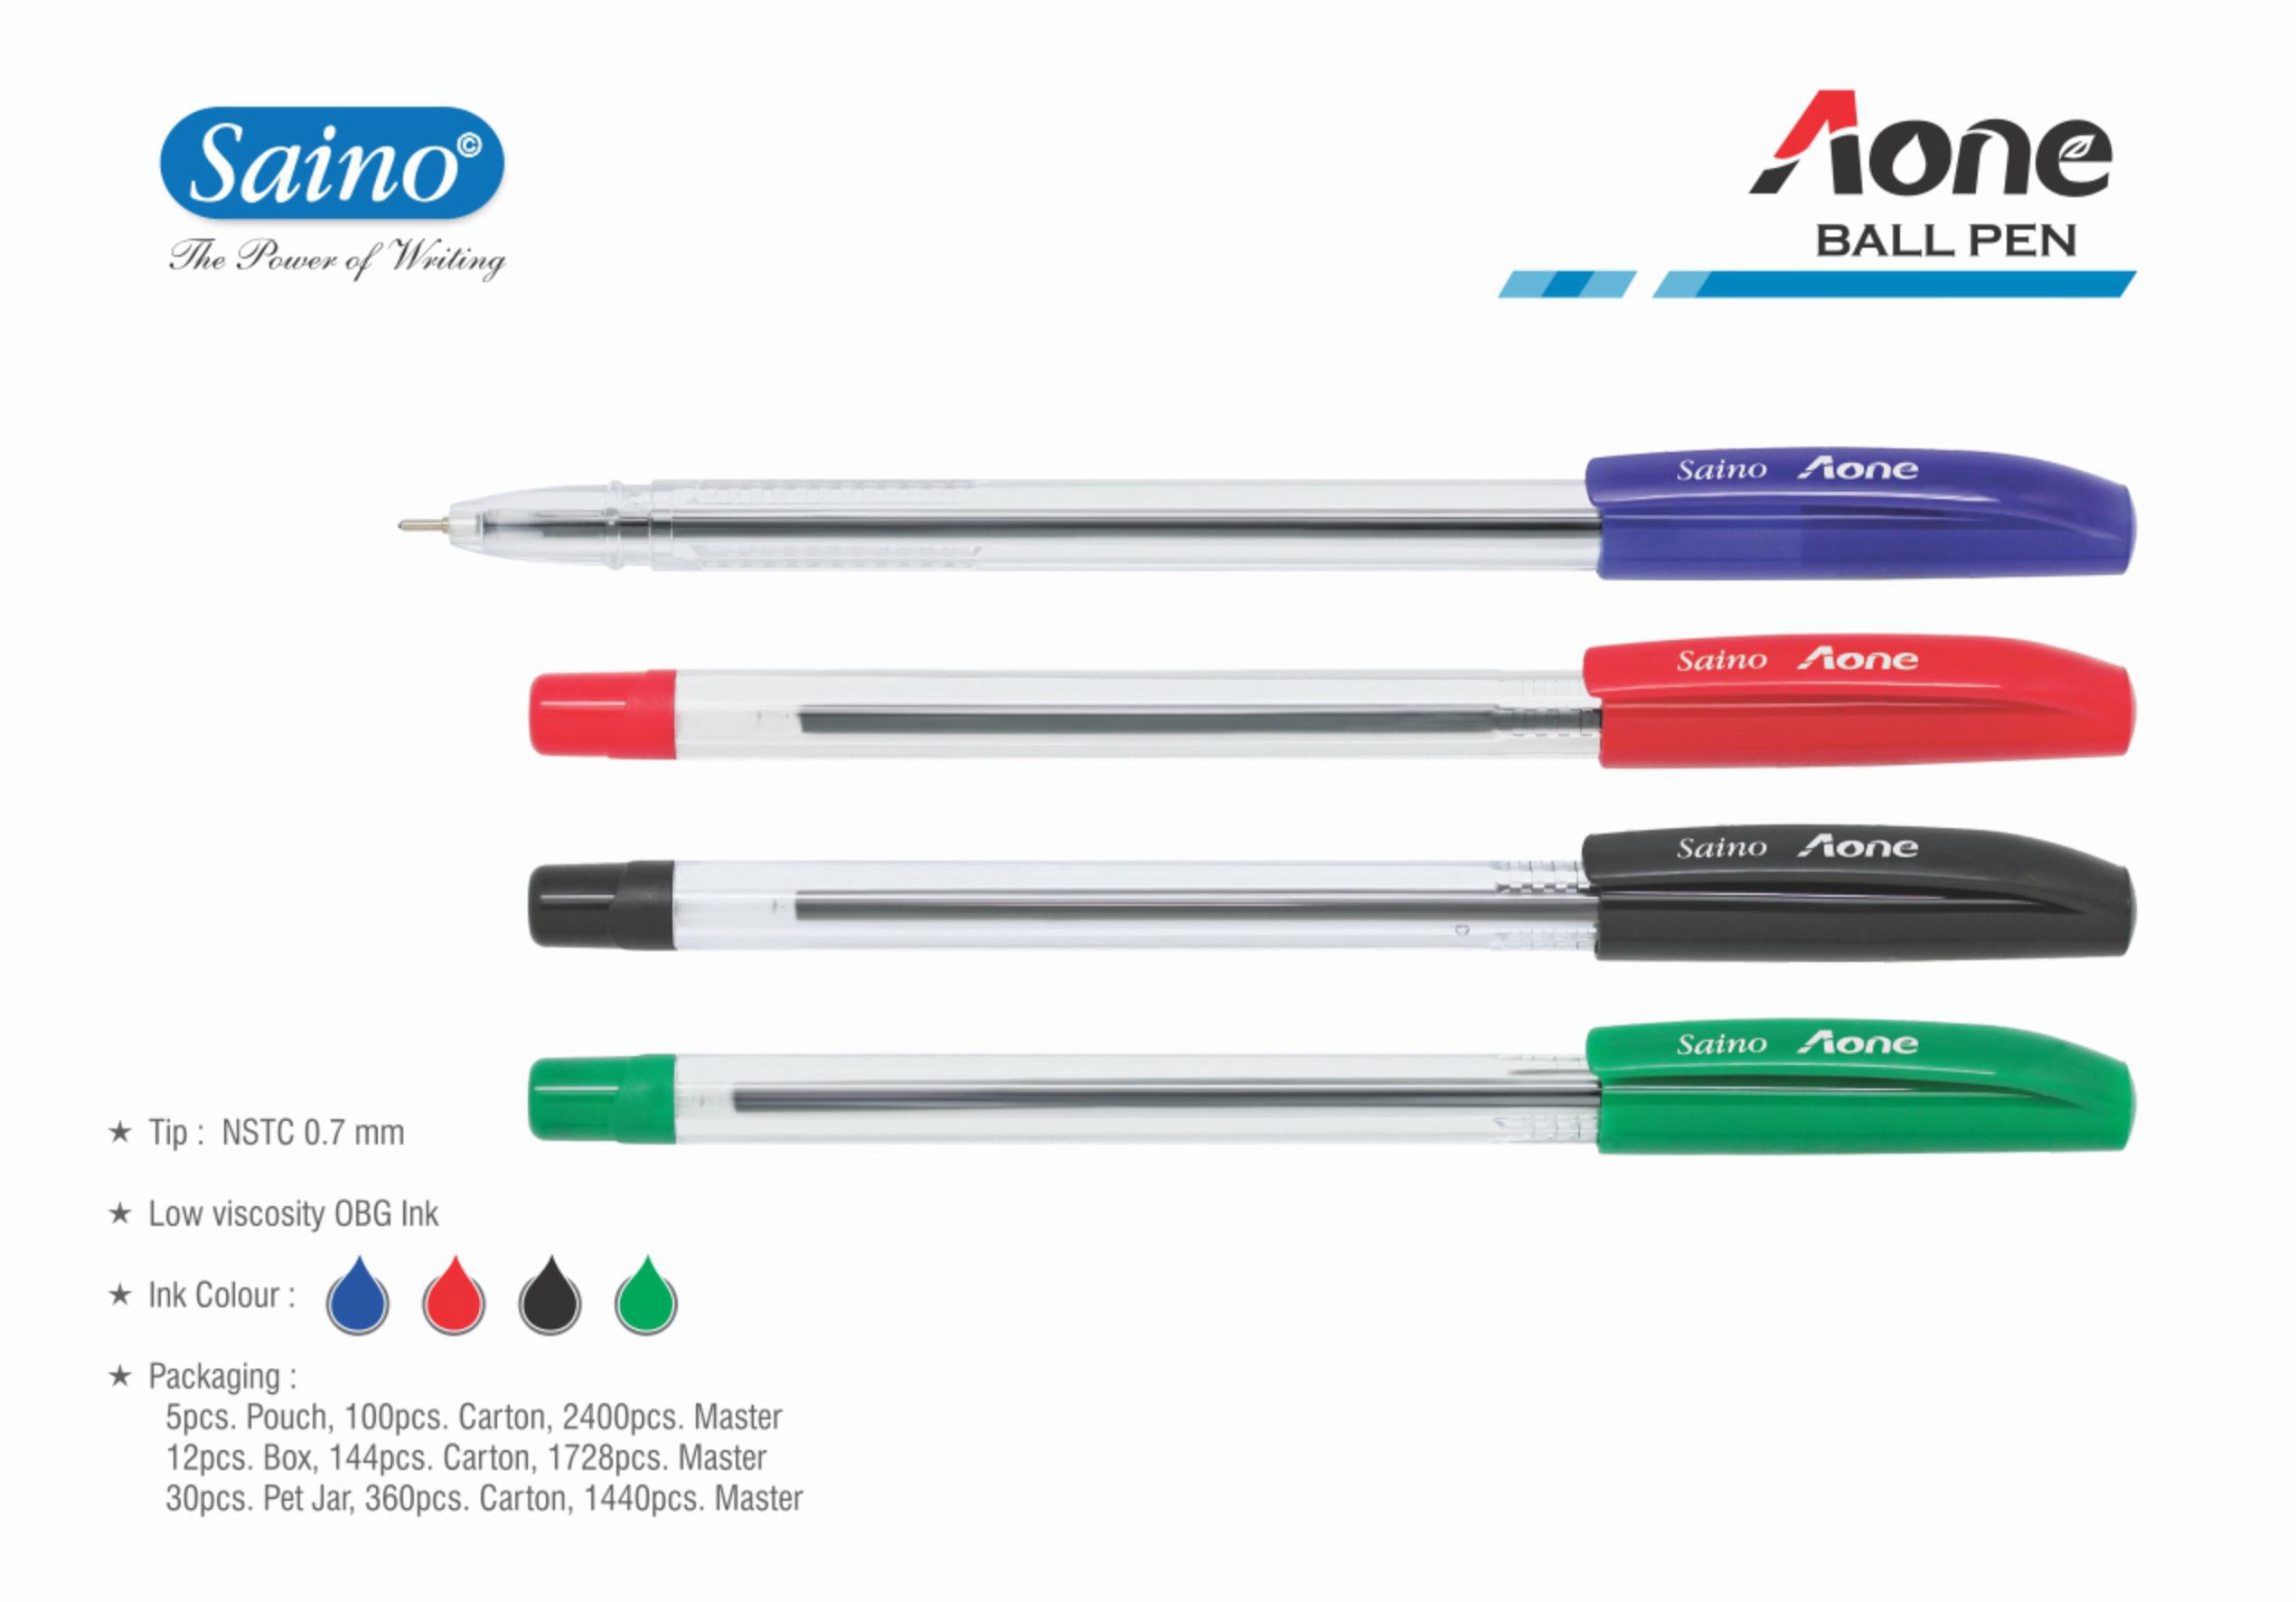 Saino©
The Power of Writing
Aone
BALL PEN
Saino Aone
Saino Aone
Saino Aone
Saino Aone
★ Tip : NSTC 0.7 mm
★ Low viscosity OBG Ink
★ Ink Colour :
★ Packaging :
5pcs. Pouch, 100pcs. Carton, 2400pcs. Master
12pcs. Box, 144pcs. Carton, 1728pcs. Master
30pcs. Pet Jar, 360pcs. Carton, 1440pcs. Master